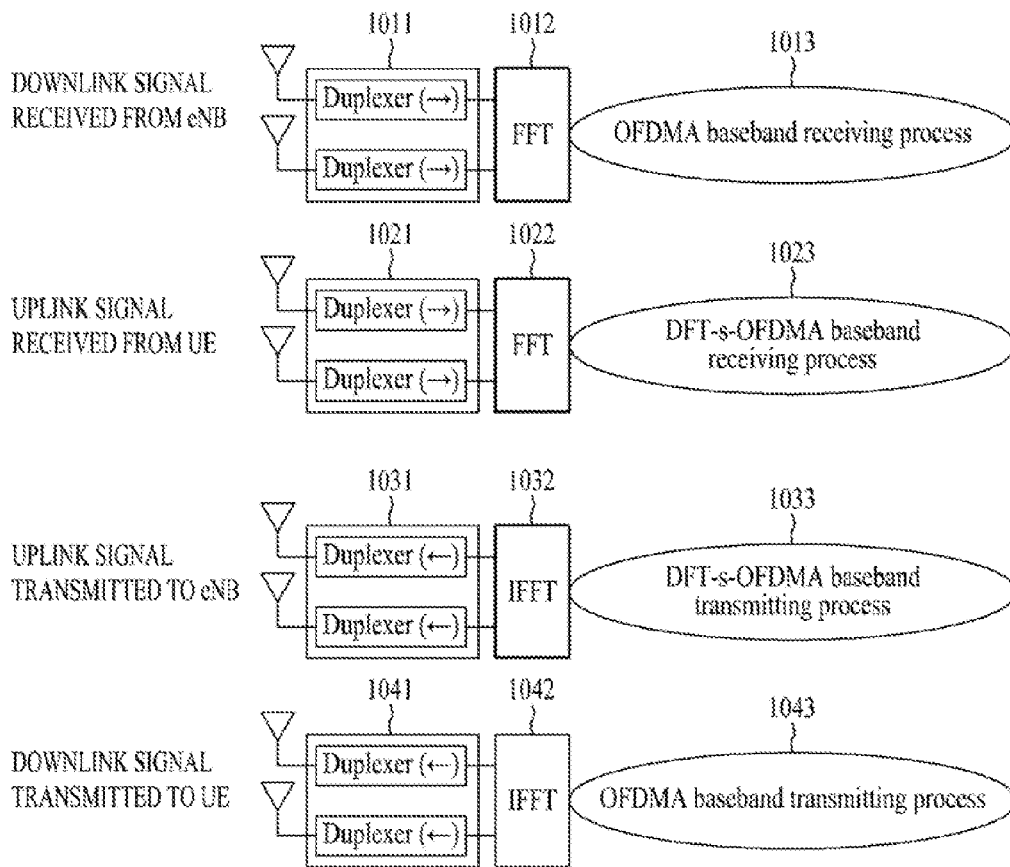 1011
1012
1013
DOWNLINK SIGNAL
RECEIVED FROM eNB
Duplexer (→)
Duplexer (→)
FFT
OFDMA baseband receiving process
1021
1022
1023
UPLINK SIGNAL
RECEIVED FROM UE
Duplexer (→)
Duplexer (→)
FFT
DFT-s-OFDMA baseband
receiving process
1031
1032
1033
UPLINK SIGNAL
TRANSMITTED TO eNB
Duplexer (←)
Duplexer (←)
IFFT
DFT-s-OFDMA baseband
transmitting process
1041
1042
1043
DOWNLINK SIGNAL
TRANSMITTED TO UE
Duplexer (←)
Duplexer (←)
IFFT
OFDMA baseband transmitting process